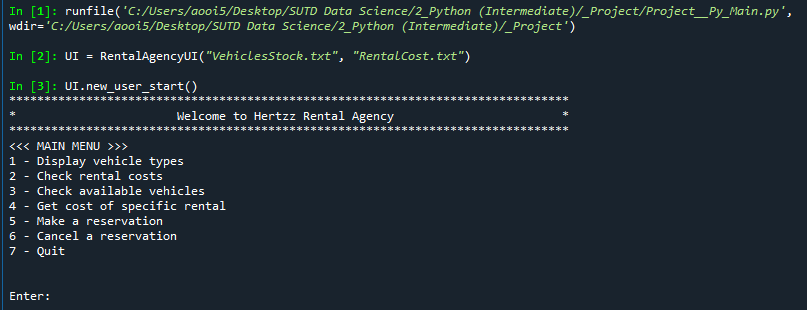 In [1]: runfile('C:/Users/aooi5/Desktop/SUTD Data Science/2_Python (Intermediate)/_Project/Project__Py_Main.py',
wdir='C:/Users/aooi5/Desktop/SUTD Data Science/2_Python (Intermediate)/_Project')
In [2]: UI = RentalAgencyUI("VehiclesStock.txt", "RentalCost.txt")
In [3]: UI.new_user_start()
********************************************************************************
* Welcome to Hertzz Rental Agency *
********************************************************************************
<<< MAIN MENU >>>
1 - Display vehicle types
2 - Check rental costs
3 - Check available vehicles
4 - Get cost of specific rental
5 - Make a reservation
6 - Cancel a reservation
7 - Quit
Enter: